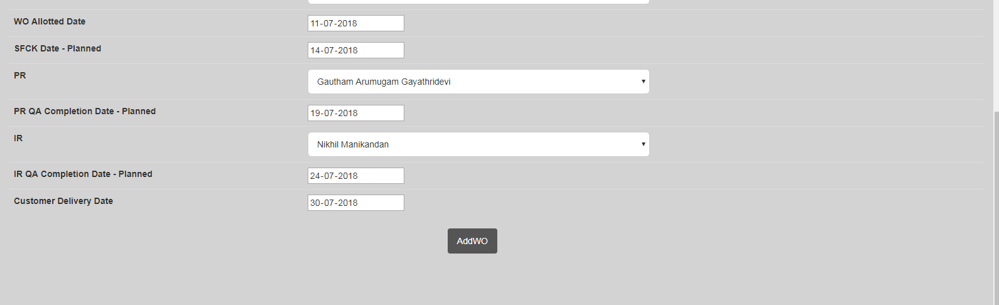 WO Allotted Date 11-07-2018
SFCK Date - Planned 14-07-2018
PR Gautham Arumugam Gayathridevi
PR QA Completion Date - Planned 19-07-2018
IR Nikhil Manikandan
IR QA Completion Date - Planned 24-07-2018
Customer Delivery Date 30-07-2018
AddWO